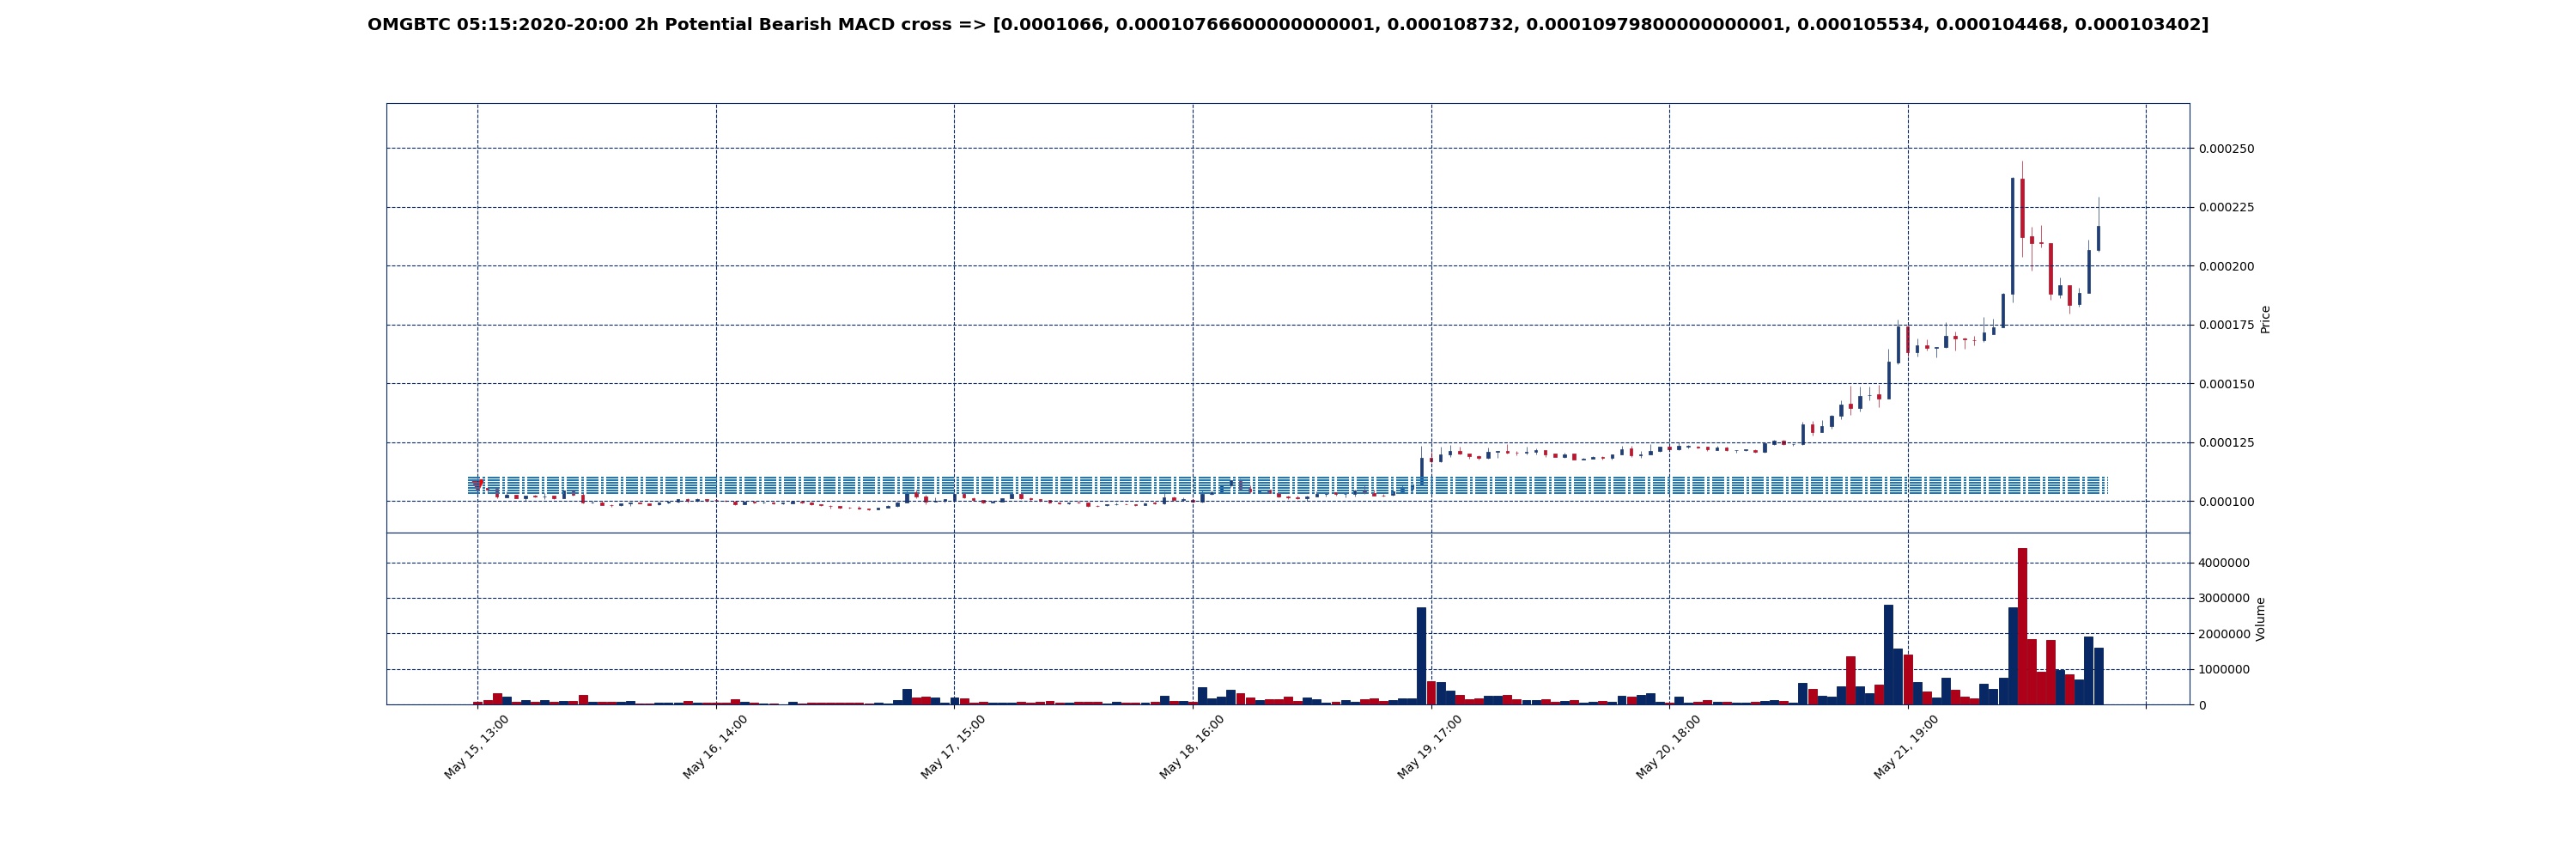 OMGBTC 05:15:2020-20:00 2h Potential Bearish MACD cross => [0.0001066, 0.00010766600000000001, 0.000108732, 0.00010979800000000001, 0.000105534, 0.000104468, 0.000103402]
0.000250
0.000225
0.000200
0.000175
0.000150
0.000125
0.000100
Price
4000000
3000000
2000000
1000000
0
Volume
May 15, 13:00
May 16, 14:00
May 17, 15:00
May 18, 16:00
May 19, 17:00
May 20, 18:00
May 21, 19:00